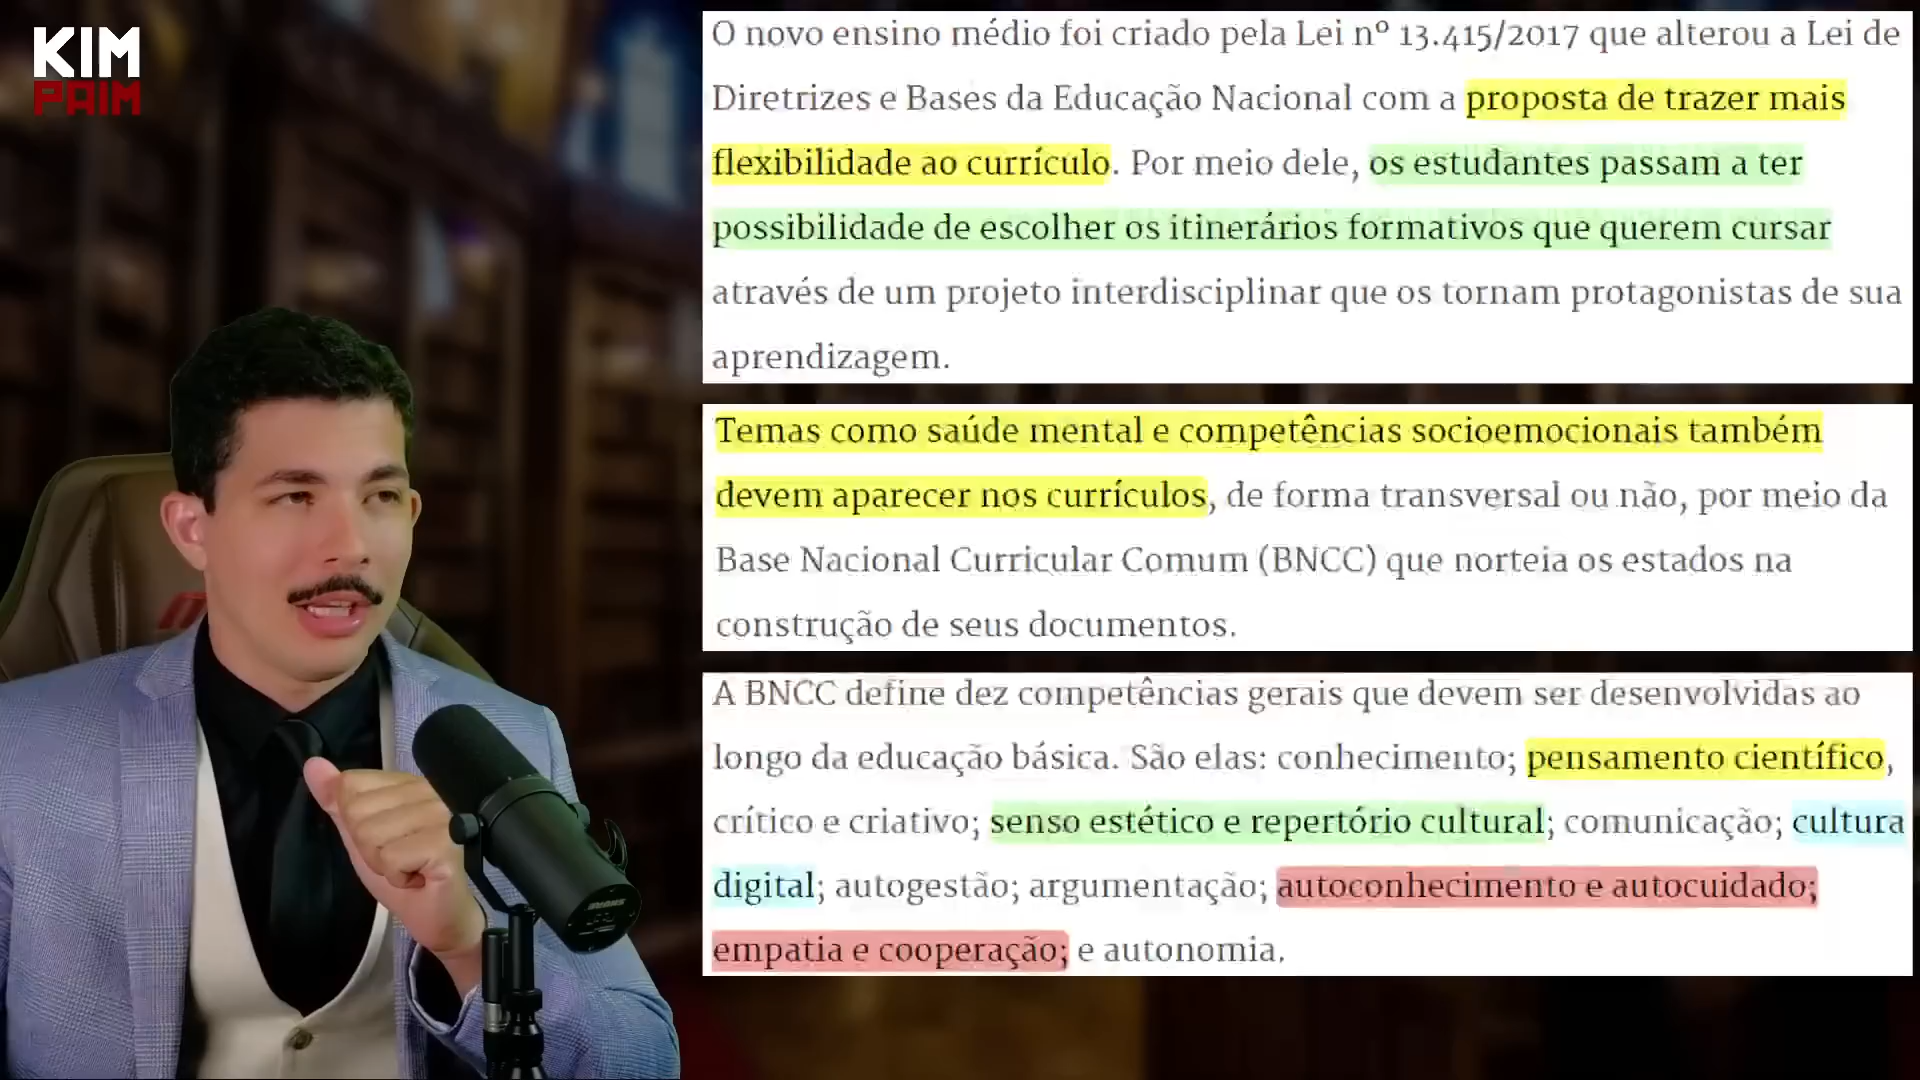 KIM
PAIM
O novo ensino médio foi criado pela Lei nº 13.415/2017 que alterou a Lei de
Diretrizes e Bases da Educação Nacional com a proposta de trazer mais
flexibilidade ao currículo. Por meio dele, os estudantes passam a ter
possibilidade de escolher os itinerários formativos que querem cursar
através de um projeto interdisciplinar que os tornam protagonistas de sua
aprendizagem.
Temas como saúde mental e competências socioemocionais também
devem aparecer nos currículos, de forma transversal ou não, por meio da
Base Nacional Curricular Comum (BNCC) que norteia os estados na
construção de seus documentos.
A BNCC define dez competências gerais que devem ser desenvolvidas ao
longo da educação básica. São elas: conhecimento; pensamento científico,
crítico e criativo; senso estético e repertório cultural; comunicação; cultura
digital; autogestão; argumentação; autoconhecimento e autocuidado;
empatia e cooperação; e autonomia.